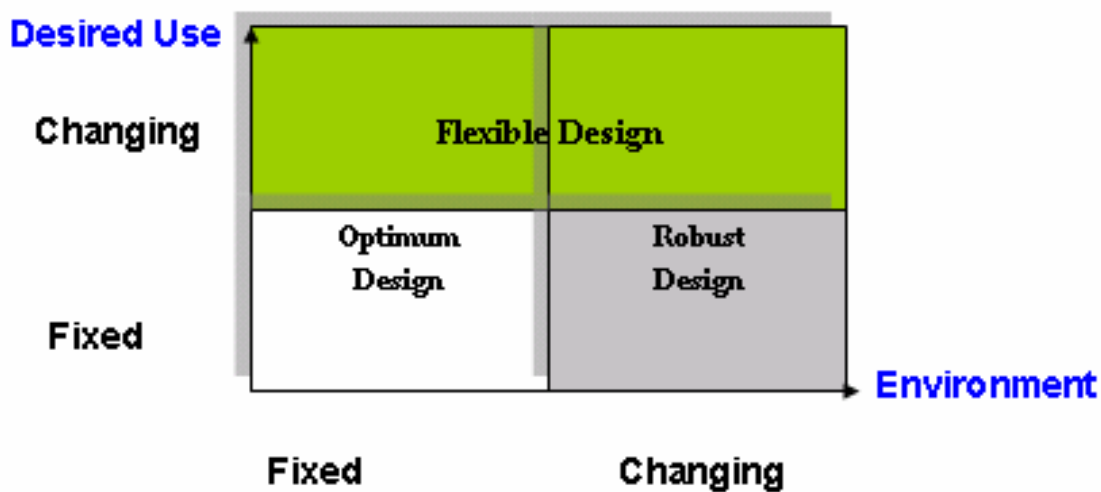 Desired Use
Changing
Flexible Design
Optimum
Design
Robust
Design
Fixed
Environment
Fixed
Changing